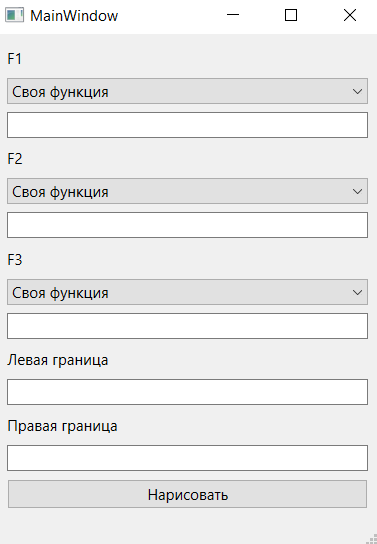 MainWindow
F1
Своя функция
F2
Своя функция
F3
Своя функция
Левая граница
Правая граница
Нарисовать